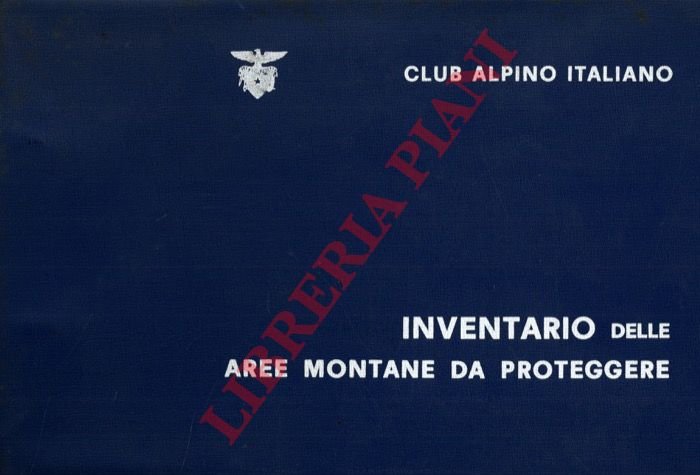 CLUB ALPINO ITALIANO
INVENTARIO DELLE
AREE MONTANE DA PROTEGGERE
LIBRERIA PIANI